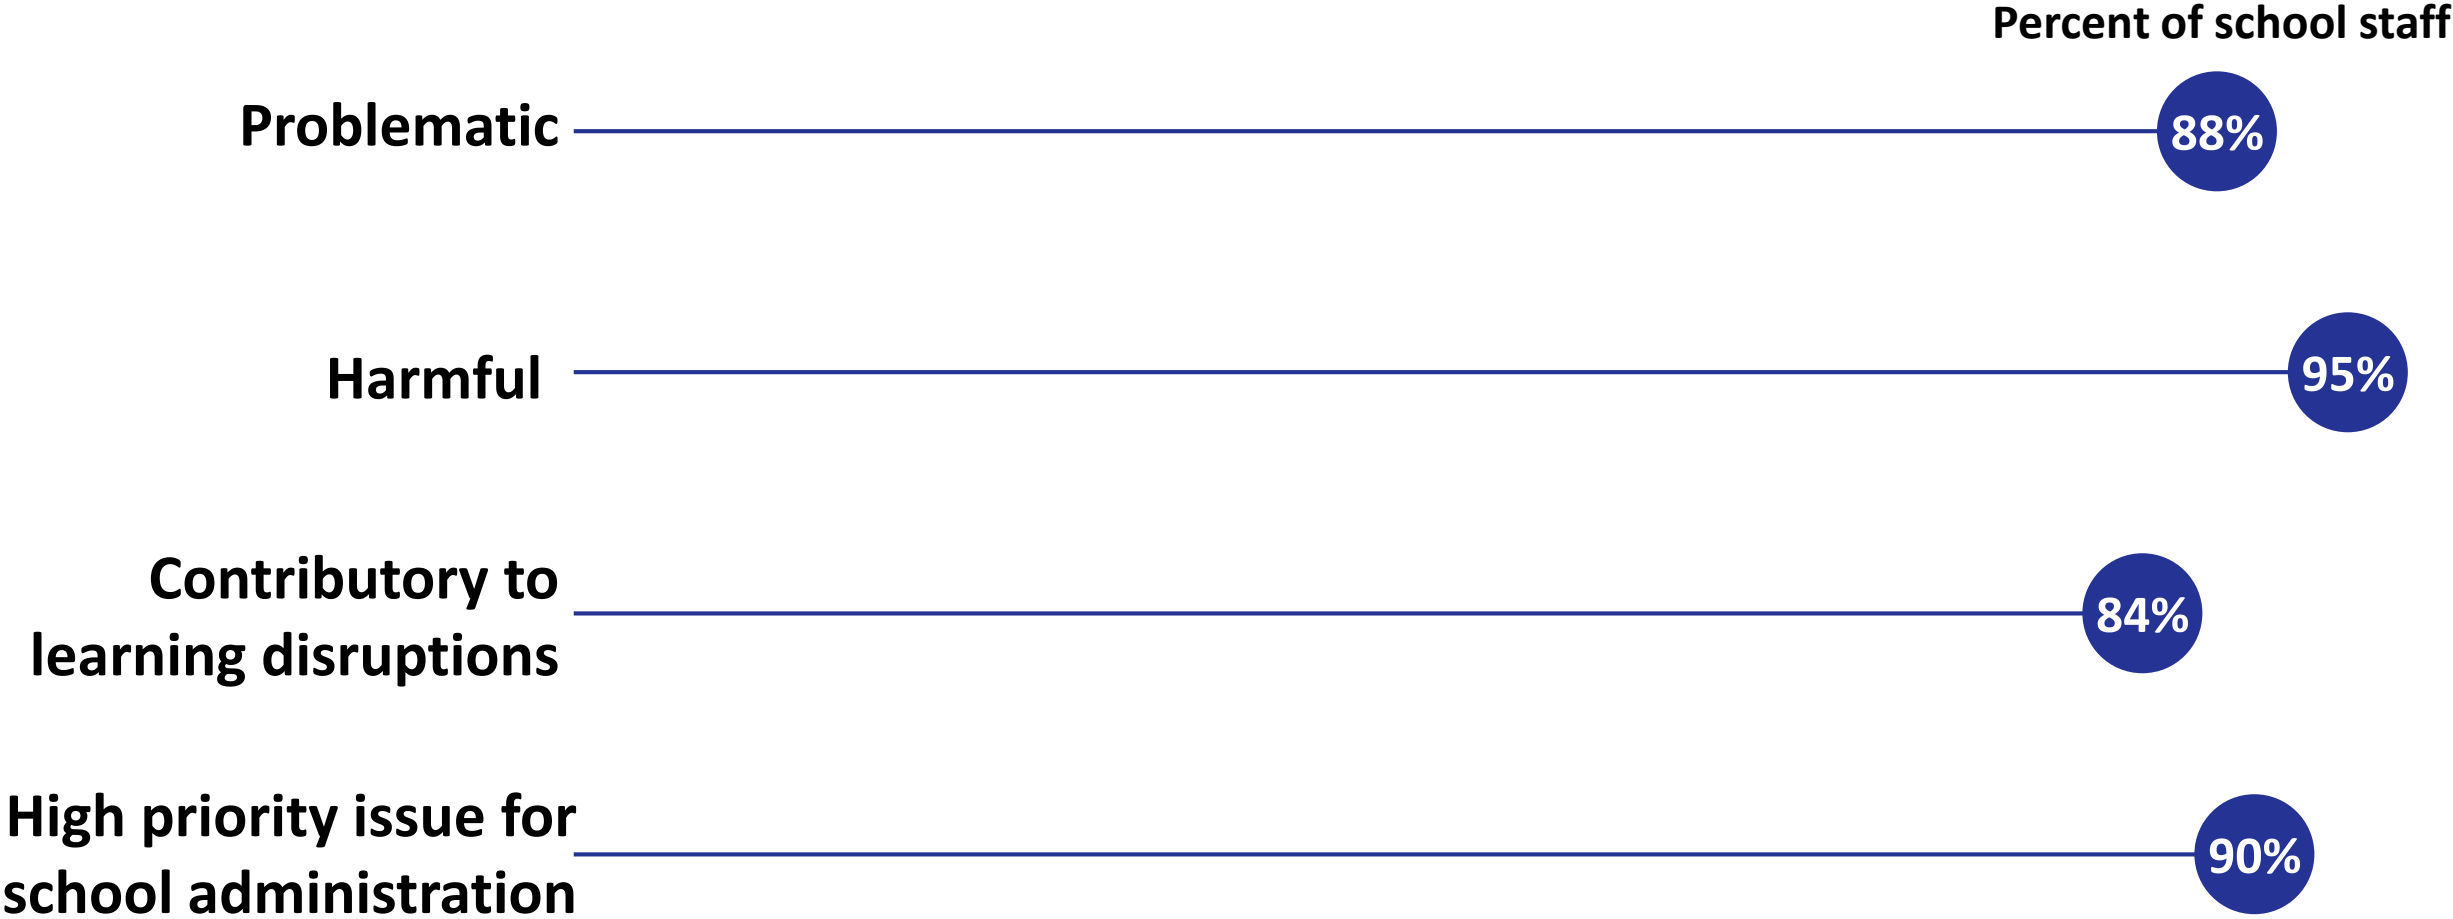 Percent of school staff
Problematic
88%
Harmful
95%
Contributory to
learning disruptions
84%
High priority issue for
school administration
90%